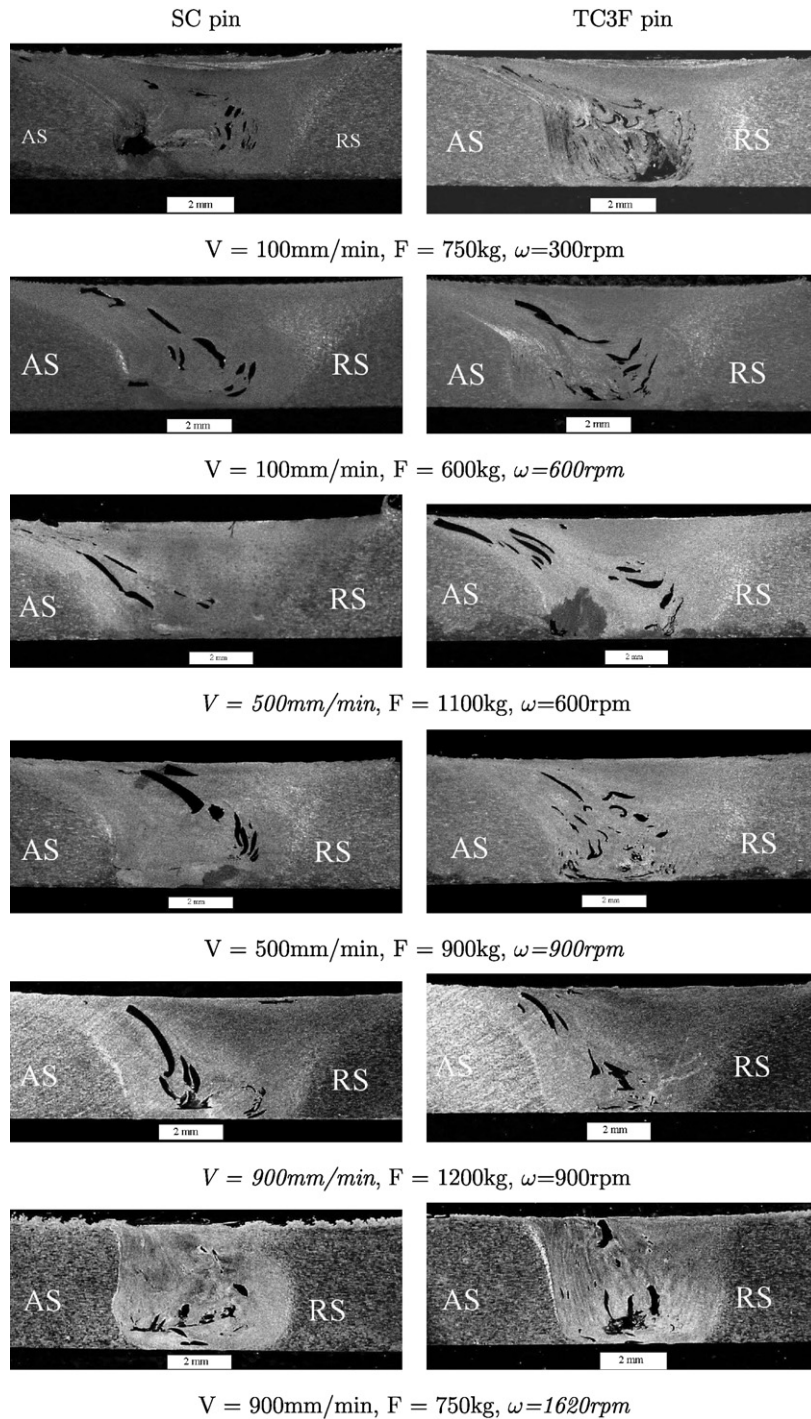 SC pin TC3F pin
AS RS AS RS
2 mm 2 mm
V = 100mm/min, F = 750kg, ω=300rpm
AS RS AS RS
2 mm 2 mm
V = 100mm/min, F = 600kg, ω=600rpm
AS RS AS RS
2 mm 2 mm
V = 500mm/min, F = 1100kg, ω=600rpm
AS RS AS RS
2 mm 2 mm
V = 500mm/min, F = 900kg, ω=900rpm
AS RS AS RS
2 mm 2 mm
V = 900mm/min, F = 1200kg, ω=900rpm
AS RS AS RS
2 mm 2 mm
V = 900mm/min, F = 750kg, ω=1620rpm